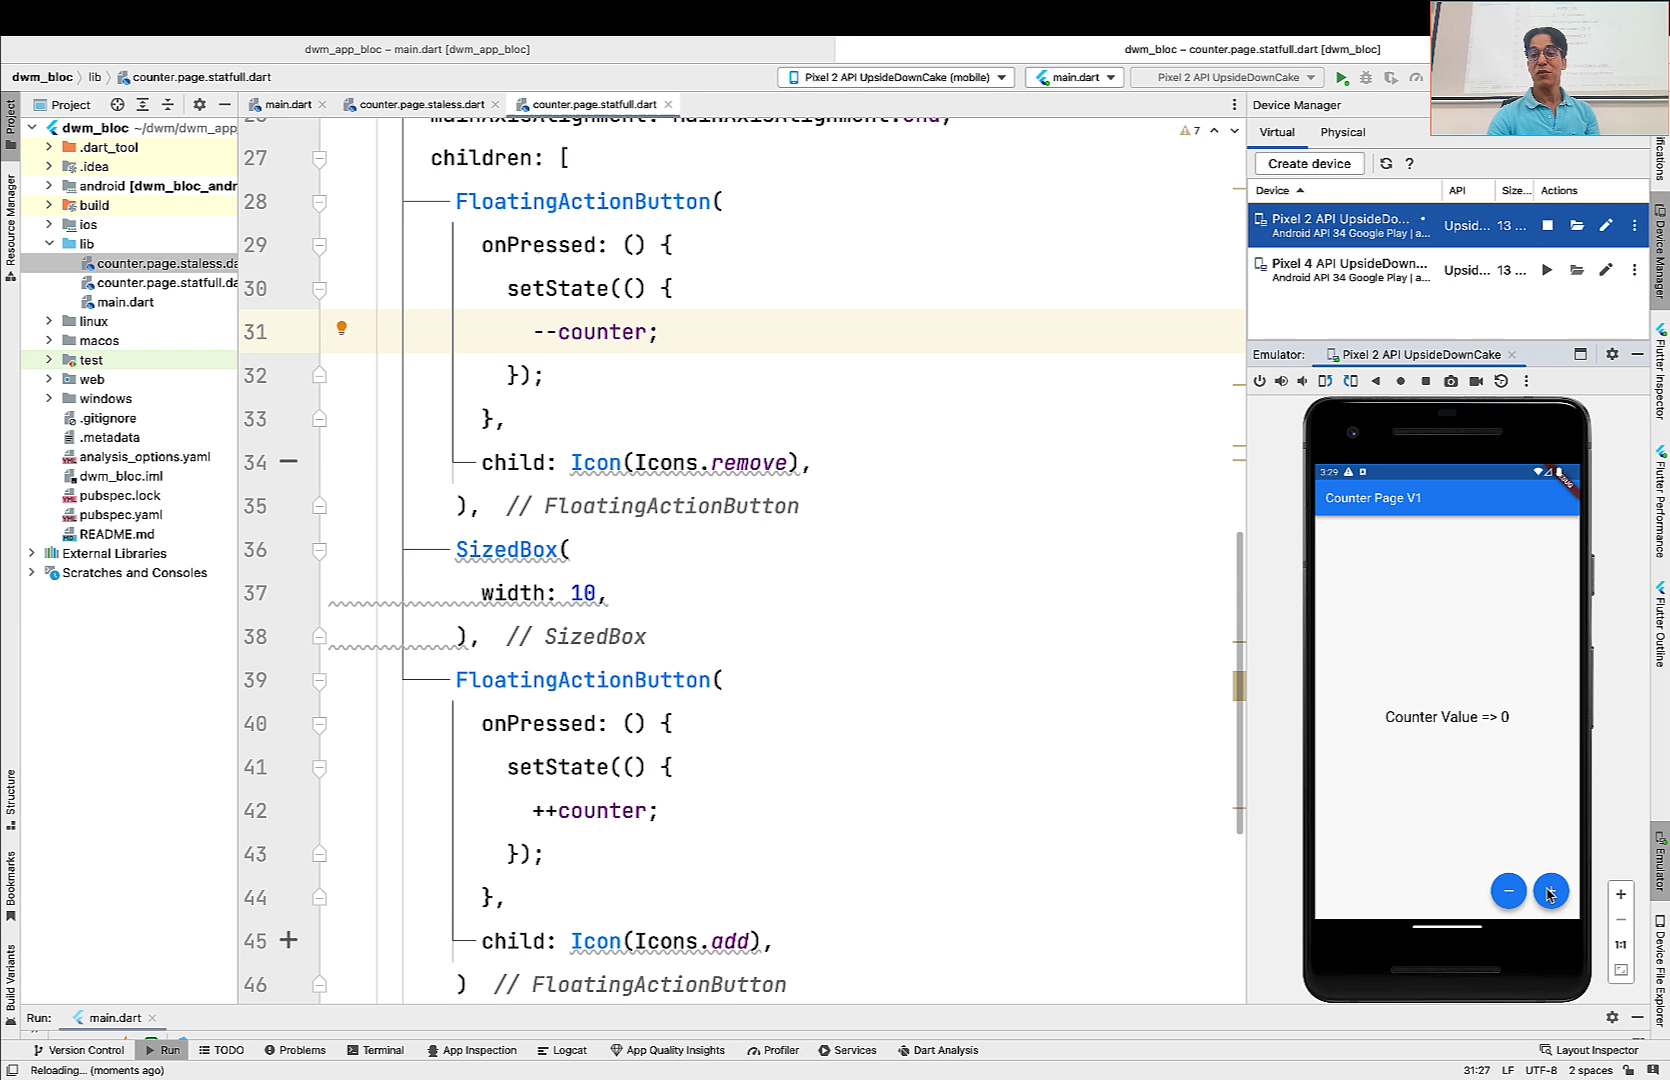 dwm_app_bloc – main.dart [dwm_app_bloc]
dwm_bloc – counter.page.statfull.dart [dwm_bloc]
dwm_bloc lib counter.page.statfull.dart
Pixel 2 API UpsideDownCake (mobile)
main.dart
Pixel 2 API UpsideDownCake
Project
main.dart
counter.page.staless.dart
counter.page.statfull.dart
Device Manager
dwm_bloc ~/dwm/dwm_app
.dart_tool
.idea
android [dwm_bloc_andr
build
ios
lib
counter.page.staless.da
counter.page.statfull.da
main.dart
linux
macos
test
web
windows
.gitignore
.metadata
analysis_options.yaml
dwm_bloc.iml
pubspec.lock
pubspec.yaml
README.md
External Libraries
Scratches and Consoles
Project
Resource Manager
Structure
Bookmarks
Build Variants
7
27 children: [
28 FloatingActionButton(
29 onPressed: () {
30 setState(() {
31 --counter;
32 });
33 },
34 child: Icon(Icons.remove),
35 ), // FloatingActionButton
36 SizedBox(
37 width: 10,
38 ), // SizedBox
39 FloatingActionButton(
40 onPressed: () {
41 setState(() {
42 ++counter;
43 });
44 },
45 child: Icon(Icons.add),
46 ) // FloatingActionButton
Virtual Physical
Create device ?
Device API Size... Actions
Pixel 2 API UpsideDo... Upsid... 13 ...
Android API 34 Google Play | a...
Pixel 4 API UpsideDown... Upsid... 13 ...
Android API 34 Google Play | a...
Emulator: Pixel 2 API UpsideDownCake
3:29
DEBUG
Counter Page V1
Counter Value => 0
1:1
ifications
Device Manager
Flutter Inspector
Flutter Performance
Flutter Outline
Emulator
Device File Explorer
Run: main.dart
Version Control Run TODO Problems Terminal App Inspection Logcat App Quality Insights Profiler Services Dart Analysis Layout Inspector
Reloading... (moments ago)
31:27 LF UTF-8 2 spaces